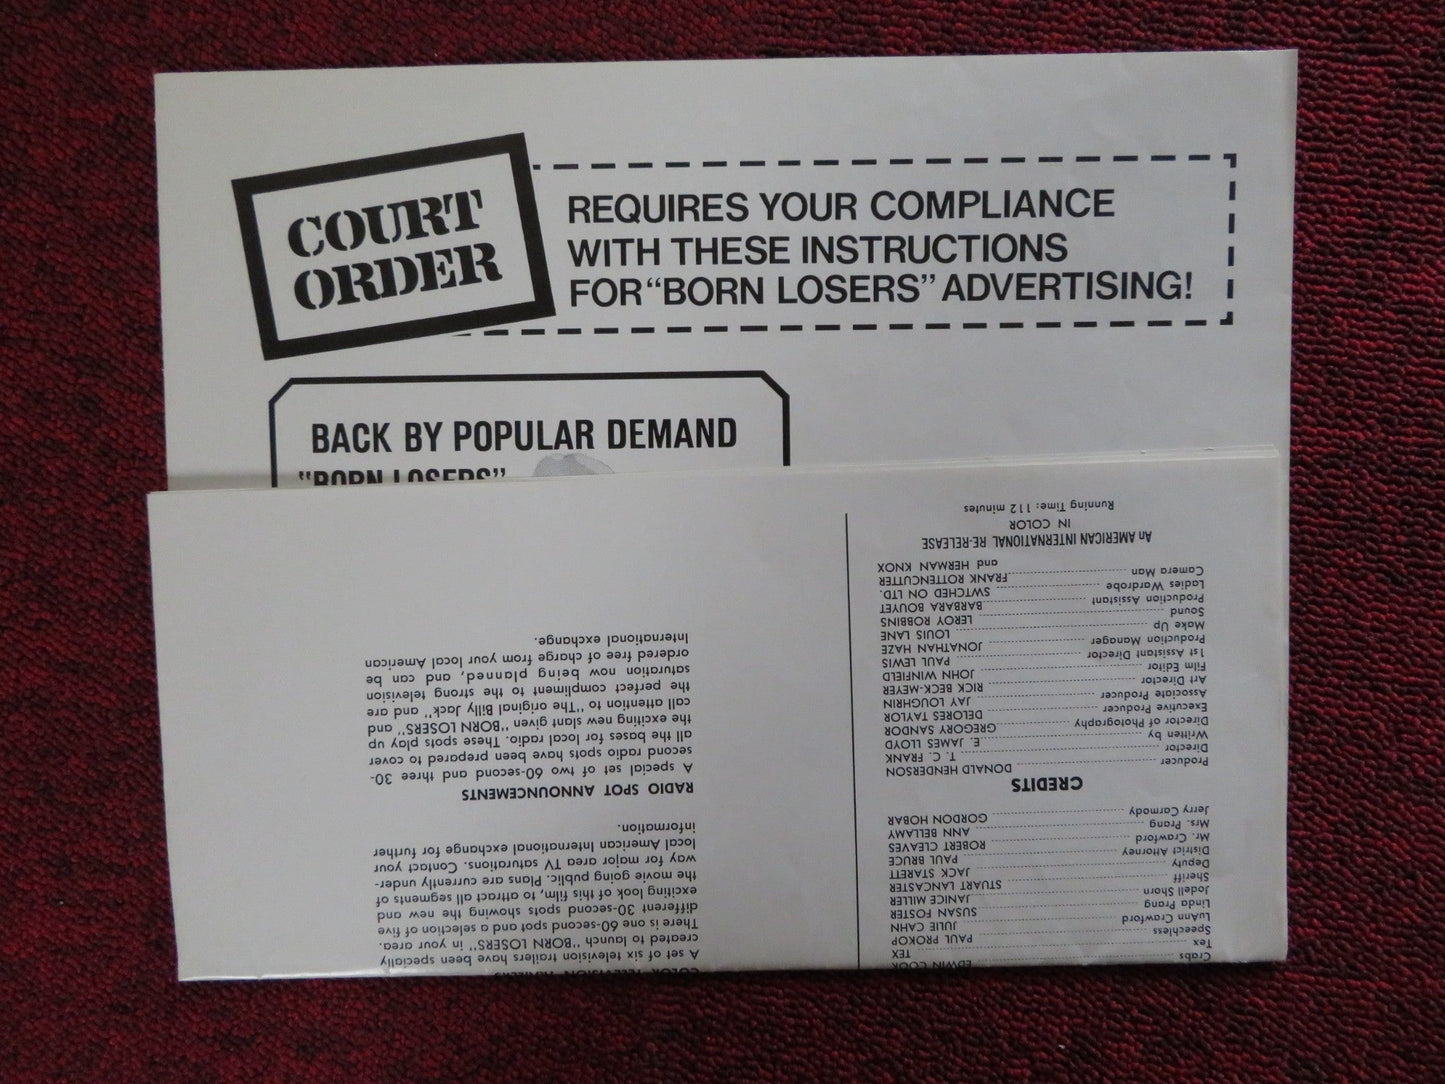 COURT
ORDER
REQUIRES YOUR COMPLIANCE
WITH THESE INSTRUCTIONS
FOR "BORN LOSERS" ADVERTISING!
BACK BY POPULAR DEMAND
"BORN LOSERS"
COLOR TELEVISION TRAILERS
A set of six television trailers have been specially
created to launch "BORN LOSERS" in your area.
There is one 60-second spot and a selection of five
different 30-second spots showing the new and
exciting look of this film, to attract all segments of
the movie going public. Plans are currently under-
way for major area TV saturations. Contact your
local American International exchange for further
information.
RADIO SPOT ANNOUNCEMENTS
A special set of two 60-second and three 30-
second radio spots have been prepared to cover
all the bases for local radio. These spots play up
the exciting new slant given "BORN LOSERS" and
call attention to "The original Billy Jack" and are
the perfect compliment to the strong television
saturation now being planned, and can be
ordered free of charge from your local American
International exchange.
Crabs EDWIN COOK
Tex TEX
Speechless PAUL PROKOP
LuAnn Crawford JULIE CAHN
Linda Prang SUSAN FOSTER
Jodell Shorn JANICE MILLER
Sheriff STUART LANCASTER
Deputy JACK STARETT
District Attorney PAUL BRUCE
Mr. Crawford ROBERT CLEAVES
Mrs. Prang ANN BELLAMY
Jerry Carmody GORDON HOBAR
CREDITS
Producer DONALD HENDERSON
Director T. C. FRANK
Written by E. JAMES LLOYD
Director of Photography GREGORY SANDOR
Executive Producer DELORES TAYLOR
Associate Producer JAY LOUGHRIN
Art Director RICK BECK-MEYER
Film Editor JOHN WINFIELD
1st Assistant Director PAUL LEWIS
Production Manager JONATHAN HAZE
Make Up LOUIS LANE
Sound LEROY ROBBINS
Production Assistant BARBARA BOUYET
Ladies Wardrobe SWTCHED ON LTD.
Camera Man FRANK ROTTENCUTTER
and HERMAN KNOX
An AMERICAN INTERNATIONAL RE-RELEASE
IN COLOR
Running Time: 112 minutes